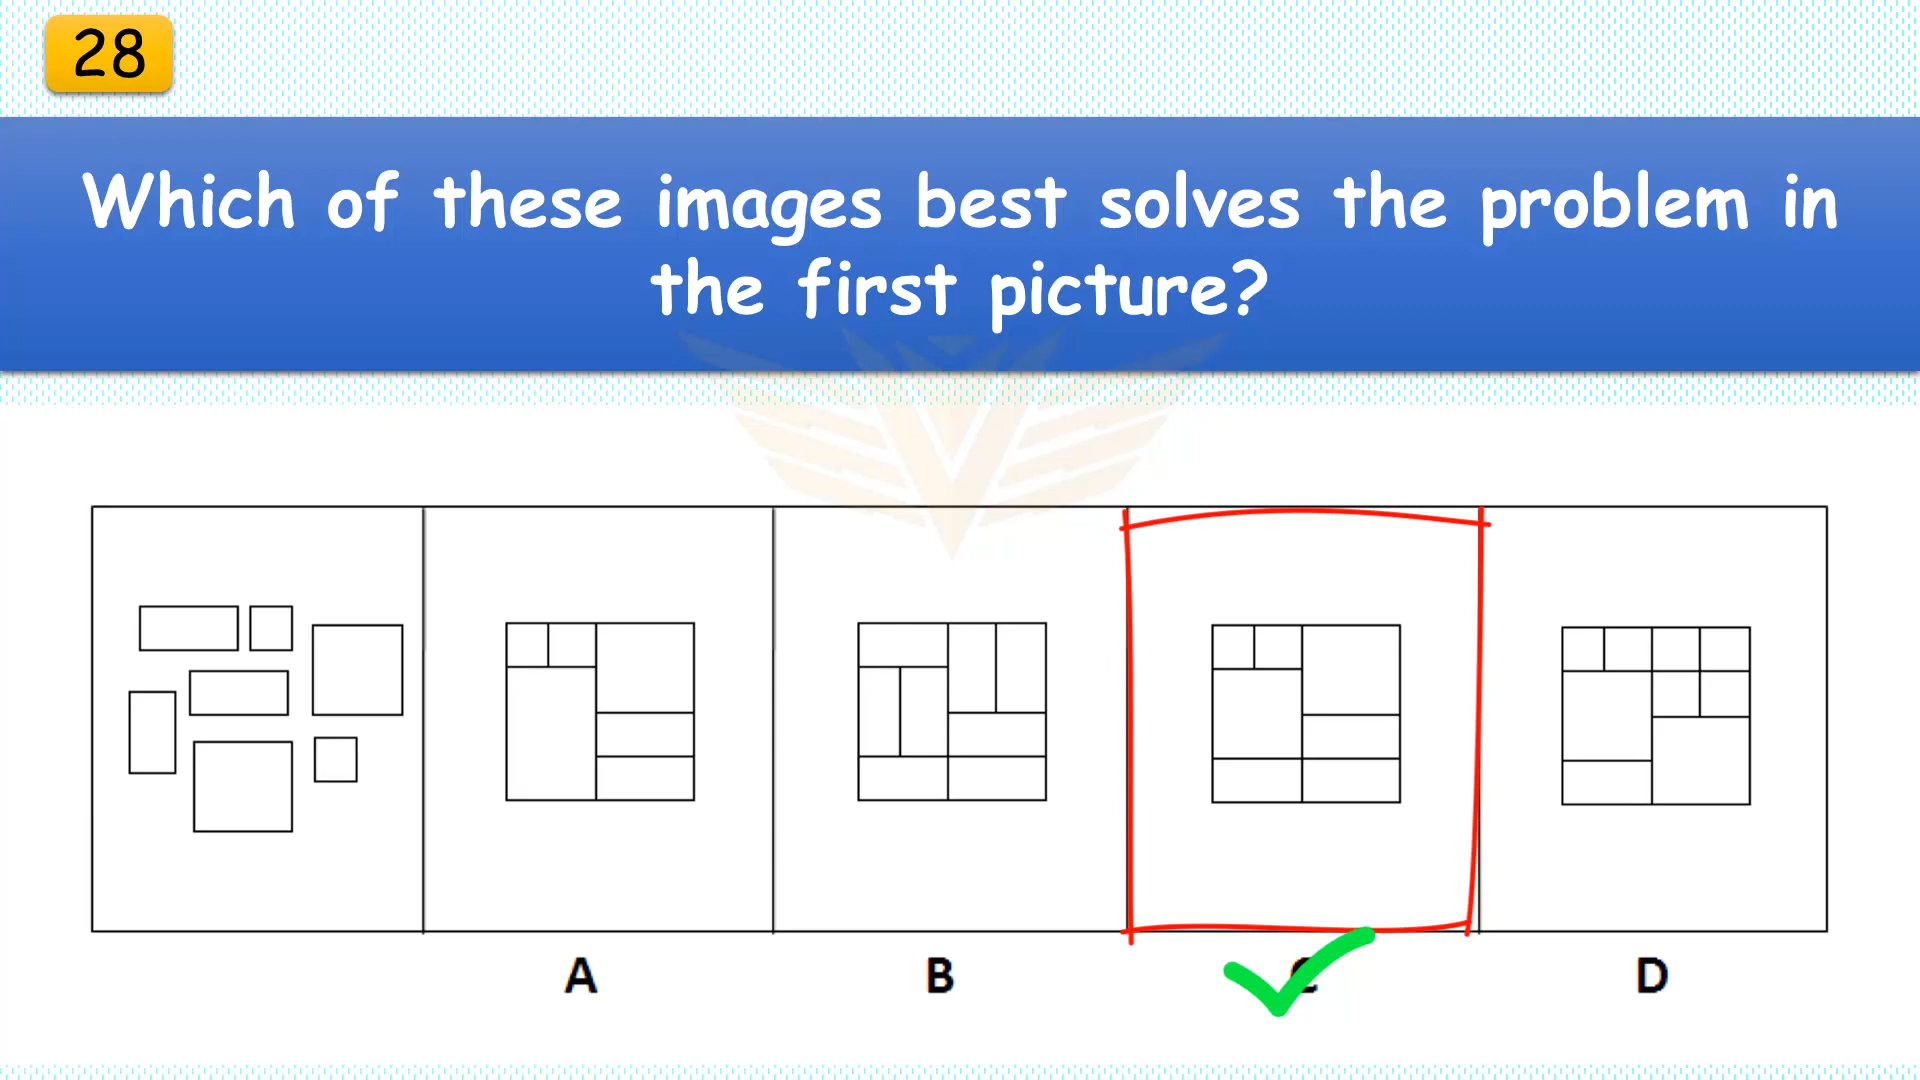 28
Which of these images best solves the problem in
the first picture?
A
B
C
D